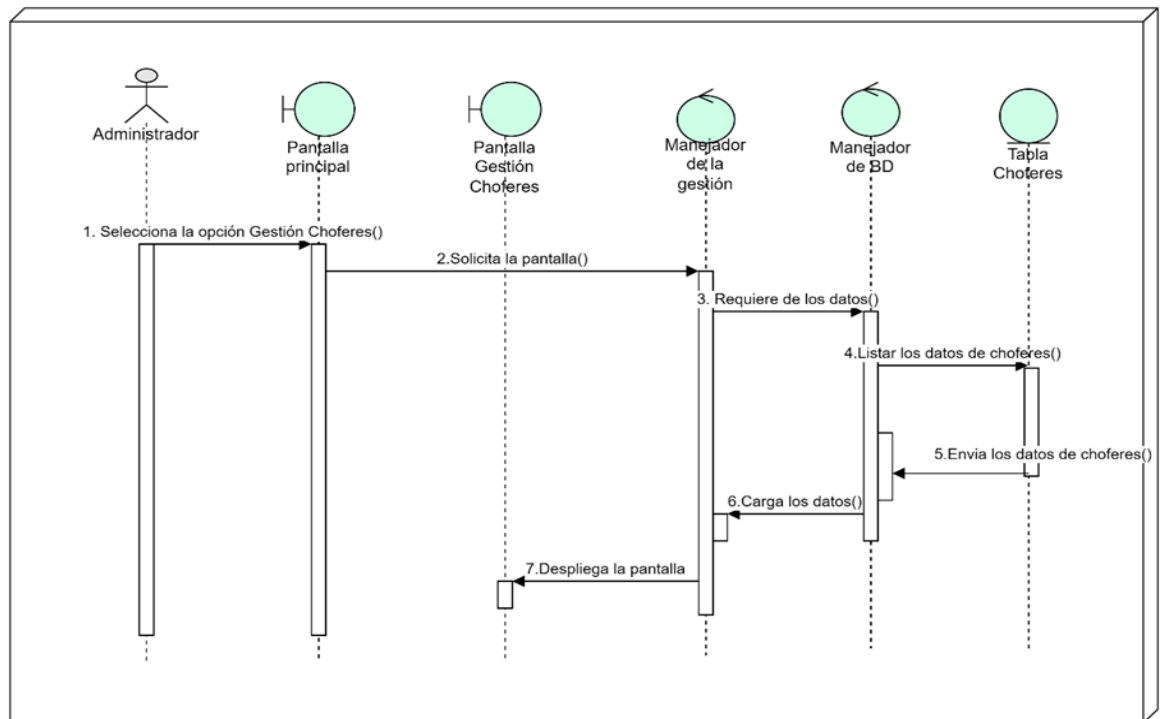 Administrador
Pantalla
principal
Pantalla
Gestión
Choferes
Manejador
de la
gestión
Manejador
de BD
Tabla
Choferes
1. Selecciona la opción Gestión Choferes()
2.Solicita la pantalla()
3. Requiere de los datos()
4.Listar los datos de choferes()
5.Envia los datos de choferes()
6.Carga los datos()
7.Despliega la pantalla